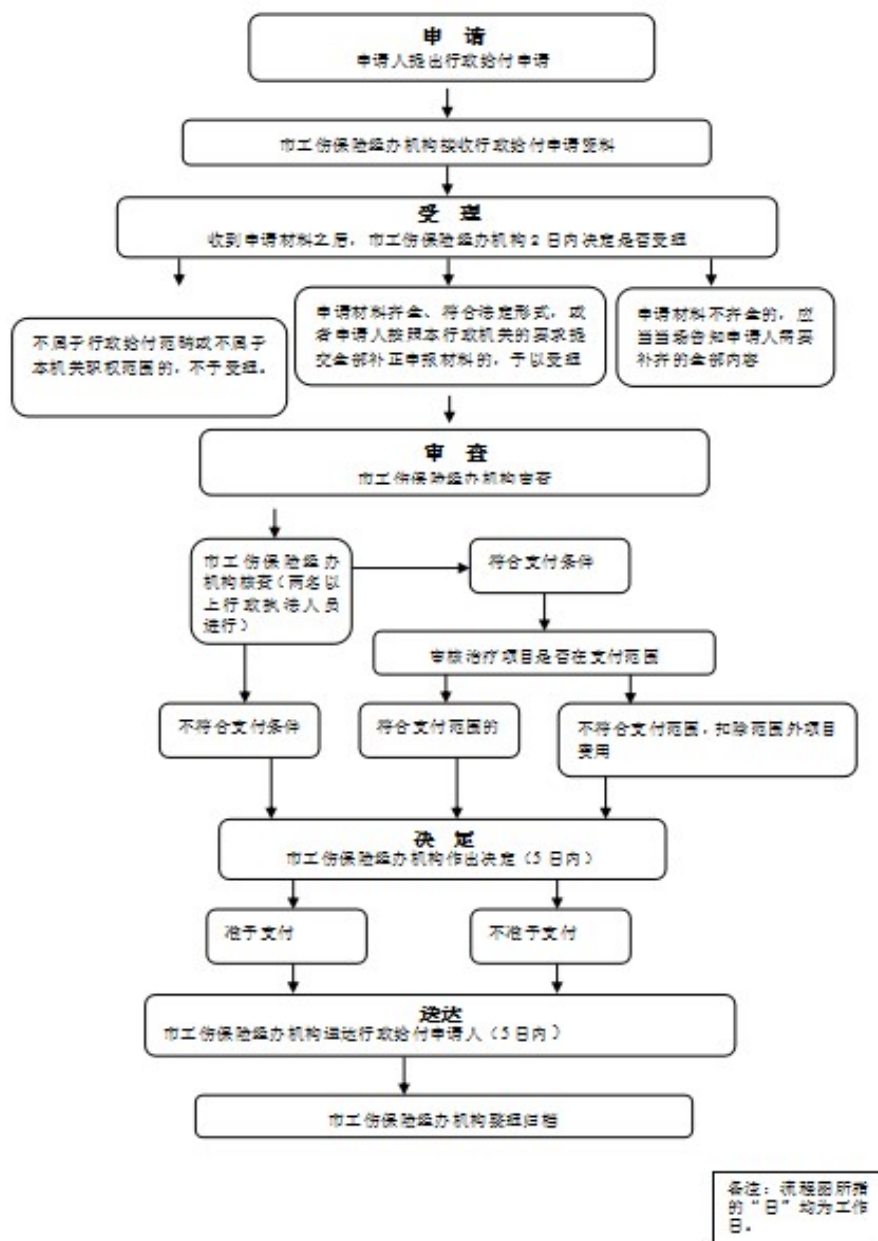 申 请
申请人提出行政给付申请
市工伤保险经办机构接收行政给付申请资料
受 理
收到申请材料之后，市工伤保险经办机构2日内决定是否受理
不属于行政给付范畴或不属于
本机关职权范围的，不予受理。
申请材料齐全、符合法定形式，或
者申请人按照本行政机关的要求提
交全部补正申报材料的，予以受理
申请材料不齐全的，应
当当场告知申请人需要
补齐的全部内容
审 查
市工伤保险经办机构审查
市工伤保险经办
机构核查（两名以
上行政执法人员
进行）
符合支付条件
审核治疗项目是否在支付范围
不符合支付条件
符合支付范围的
不符合支付范围，扣除范围外项目
费用
决 定
市工伤保险经办机构作出决定（5日内）
准予支付
不准予支付
送达
市工伤保险经办机构送达行政给付申请人（5日内）
市工伤保险经办机构整理归档
备注：流程图所指
的“日”均为工作
日。